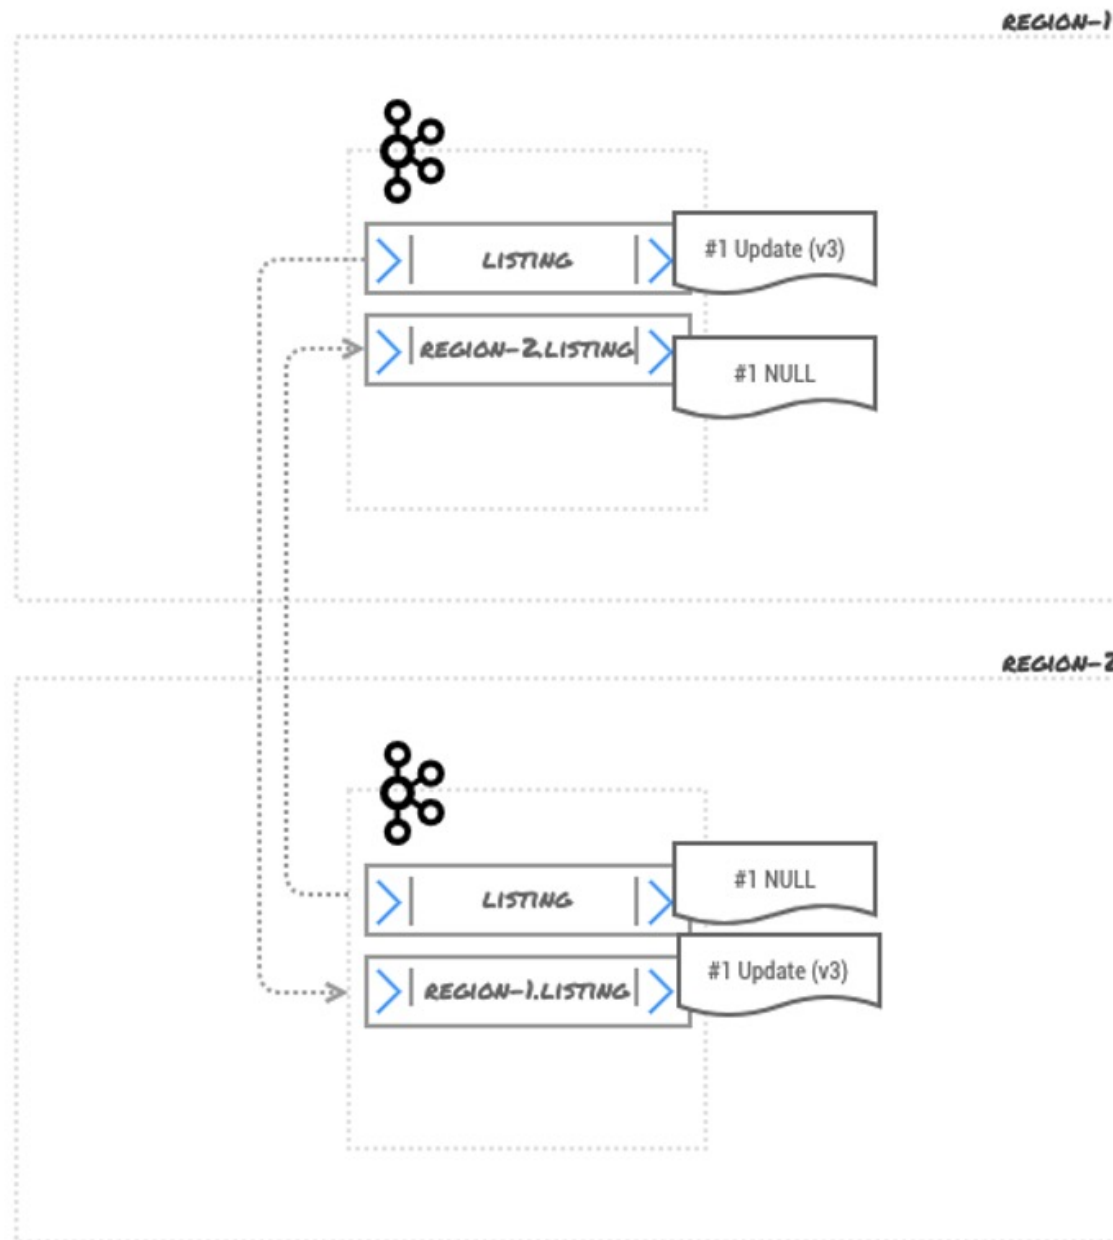 REGION-1
LISTING
#1 Update (v3)
REGION-2.LISTING
#1 NULL
REGION-2
LISTING
#1 NULL
REGION-1.LISTING
#1 Update (v3)